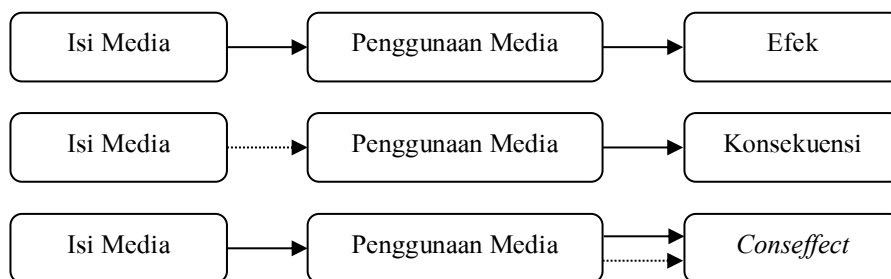 Isi Media Penggunaan Media Efek
Isi Media Penggunaan Media Konsekuensi
Isi Media Penggunaan Media Conseffect